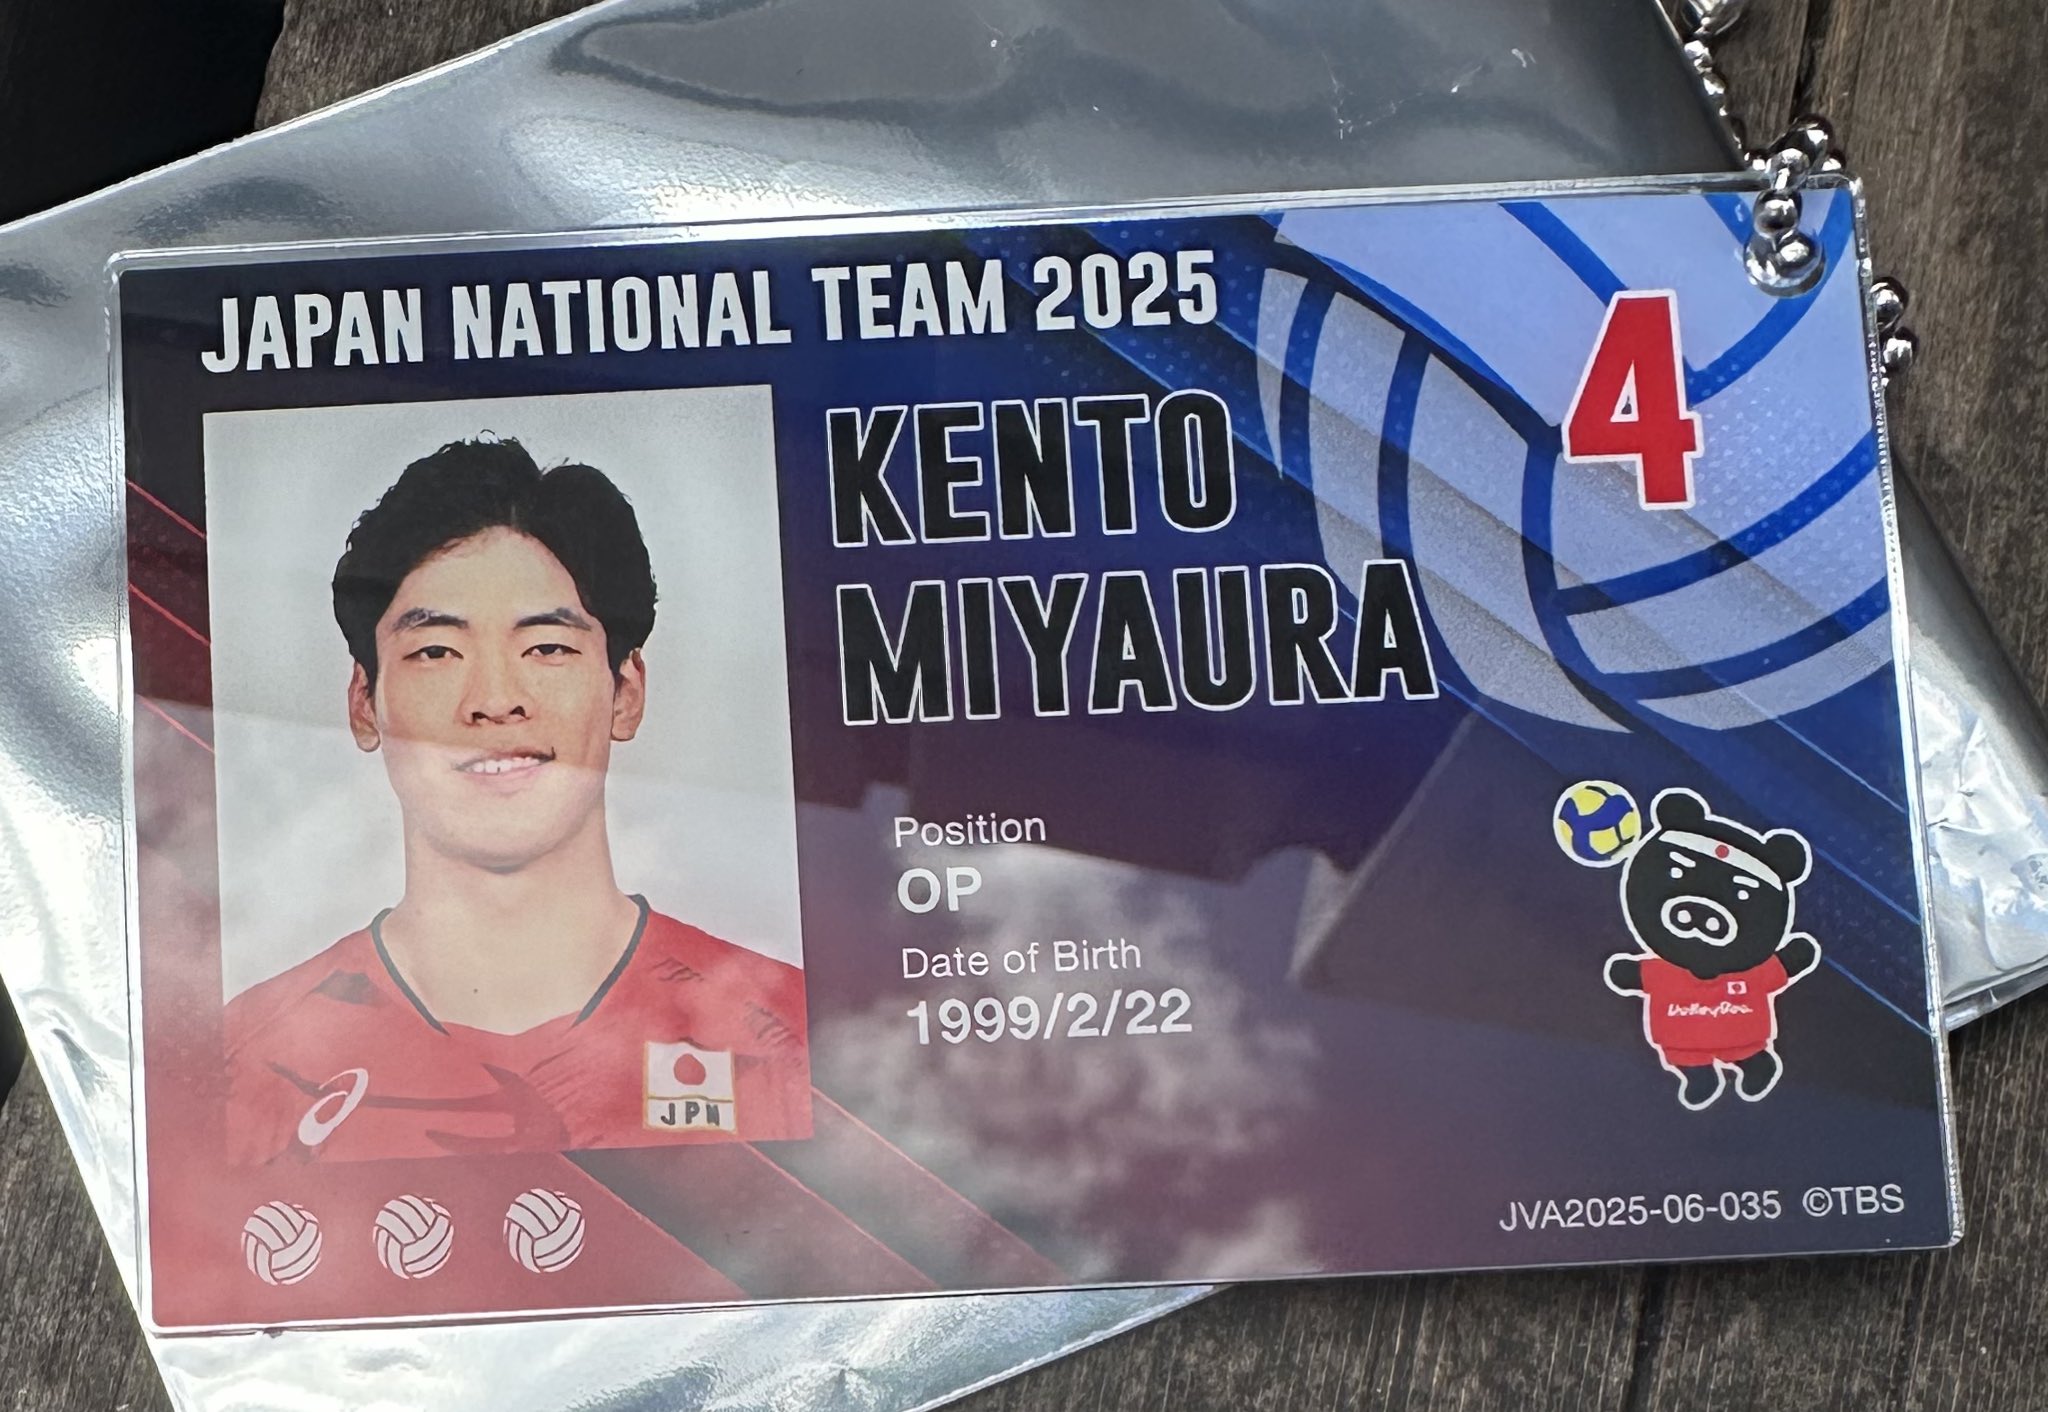 JAPAN NATIONAL TEAM 2025
4
KENTO
MIYAURA
Position
OP
Date of Birth
1999/2/22
JPN
VolleyBoo.
JVA2025-06-035 ©TBS